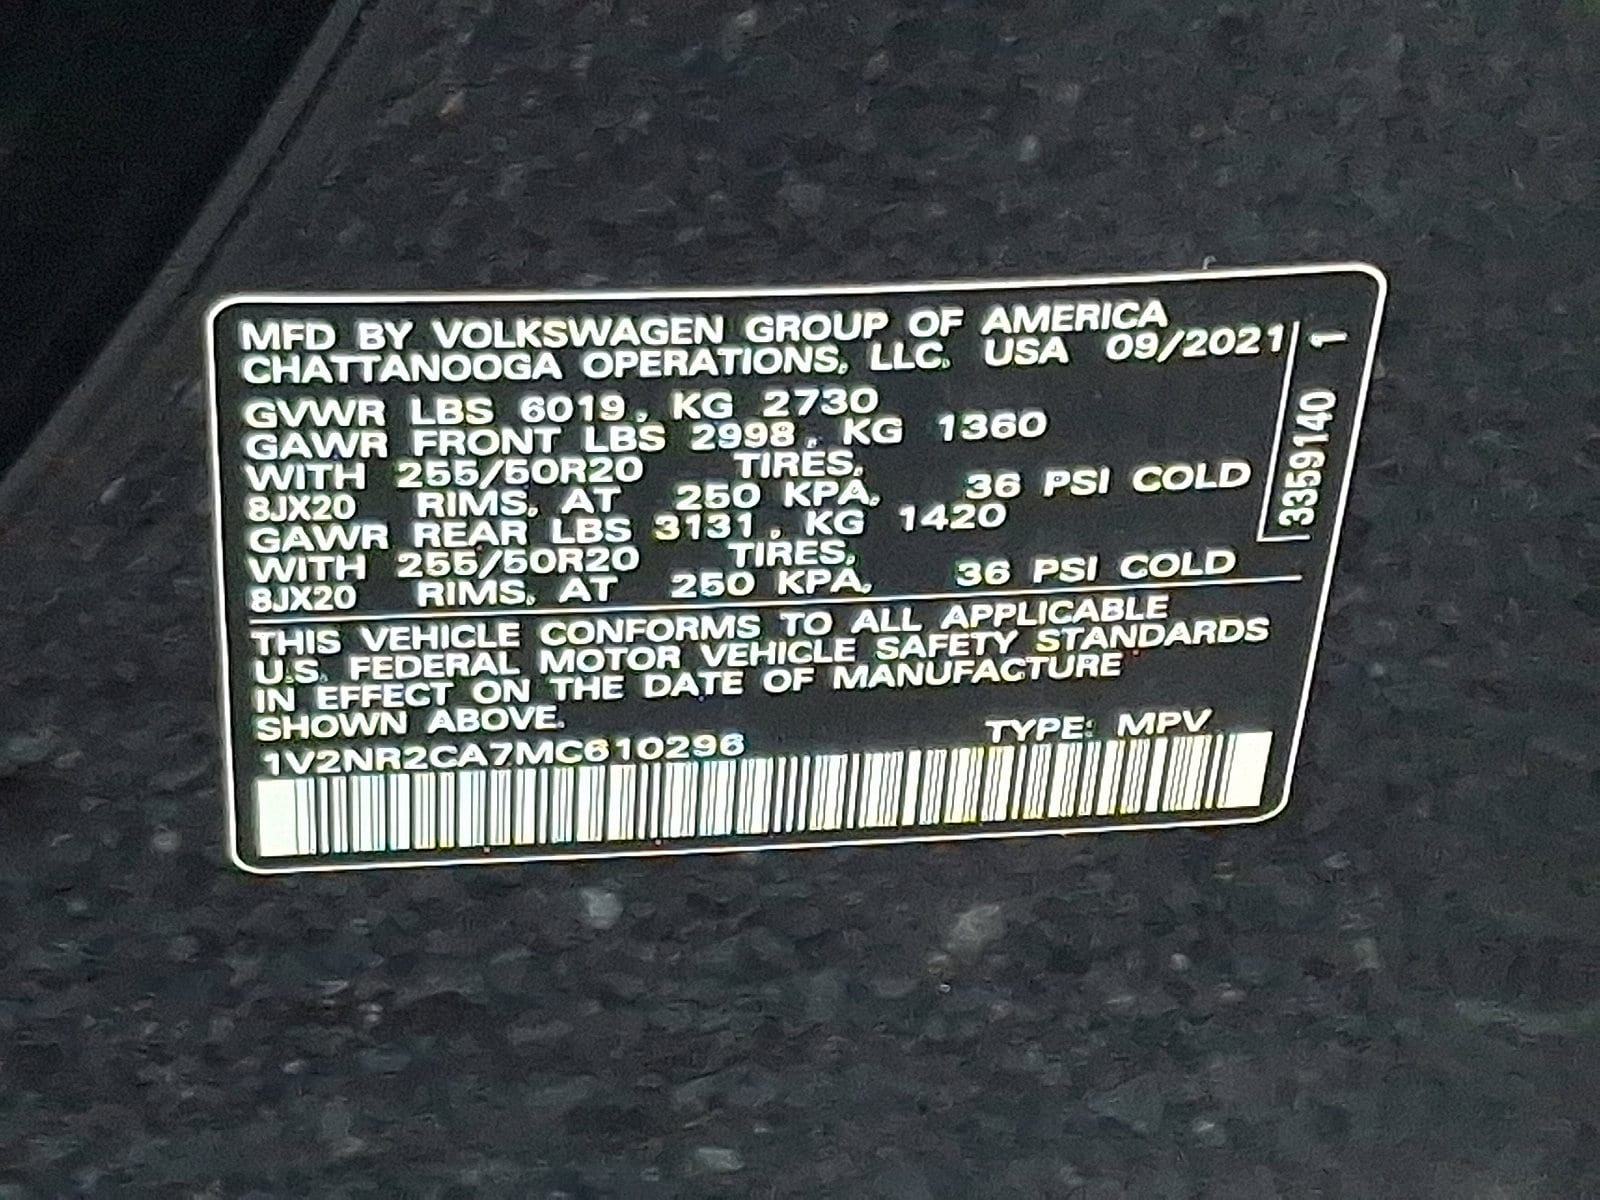 MFD BY VOLKSWAGEN GROUP OF AMERICA
CHATTANOOGA OPERATIONS, LLC. USA 09/2021
GVWR LBS 6019, KG 2730
GAWR FRONT LBS 2998, KG 1360
WITH 255/50R20 TIRES,
8JX20 RIMS, AT 250 KPA, 36 PSI COLD
GAWR REAR LBS 3131, KG 1420
WITH 255/50R20 TIRES,
8JX20 RIMS, AT 250 KPA, 36 PSI COLD
THIS VEHICLE CONFORMS TO ALL APPLICABLE
U.S. FEDERAL MOTOR VEHICLE SAFETY STANDARDS
IN EFFECT ON THE DATE OF MANUFACTURE
SHOWN ABOVE.
1V2NR2CA7MC610296 TYPE: MPV
3359140 1